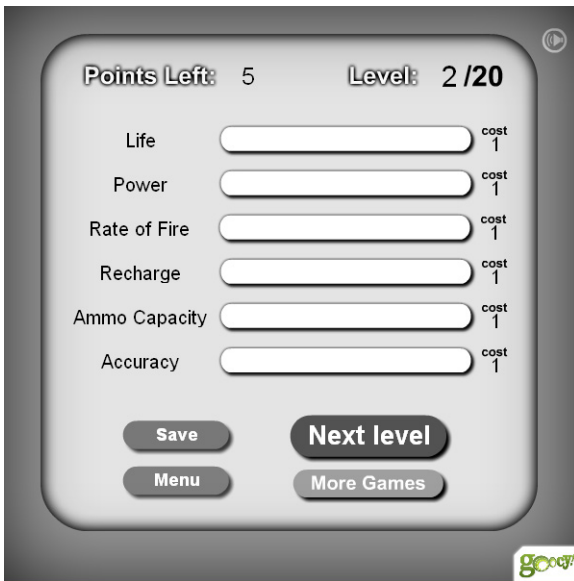 Points Left: 5 Level: 2 /20
Life cost 1
Power cost 1
Rate of Fire cost 1
Recharge cost 1
Ammo Capacity cost 1
Accuracy cost 1
Save Next level
Menu More Games